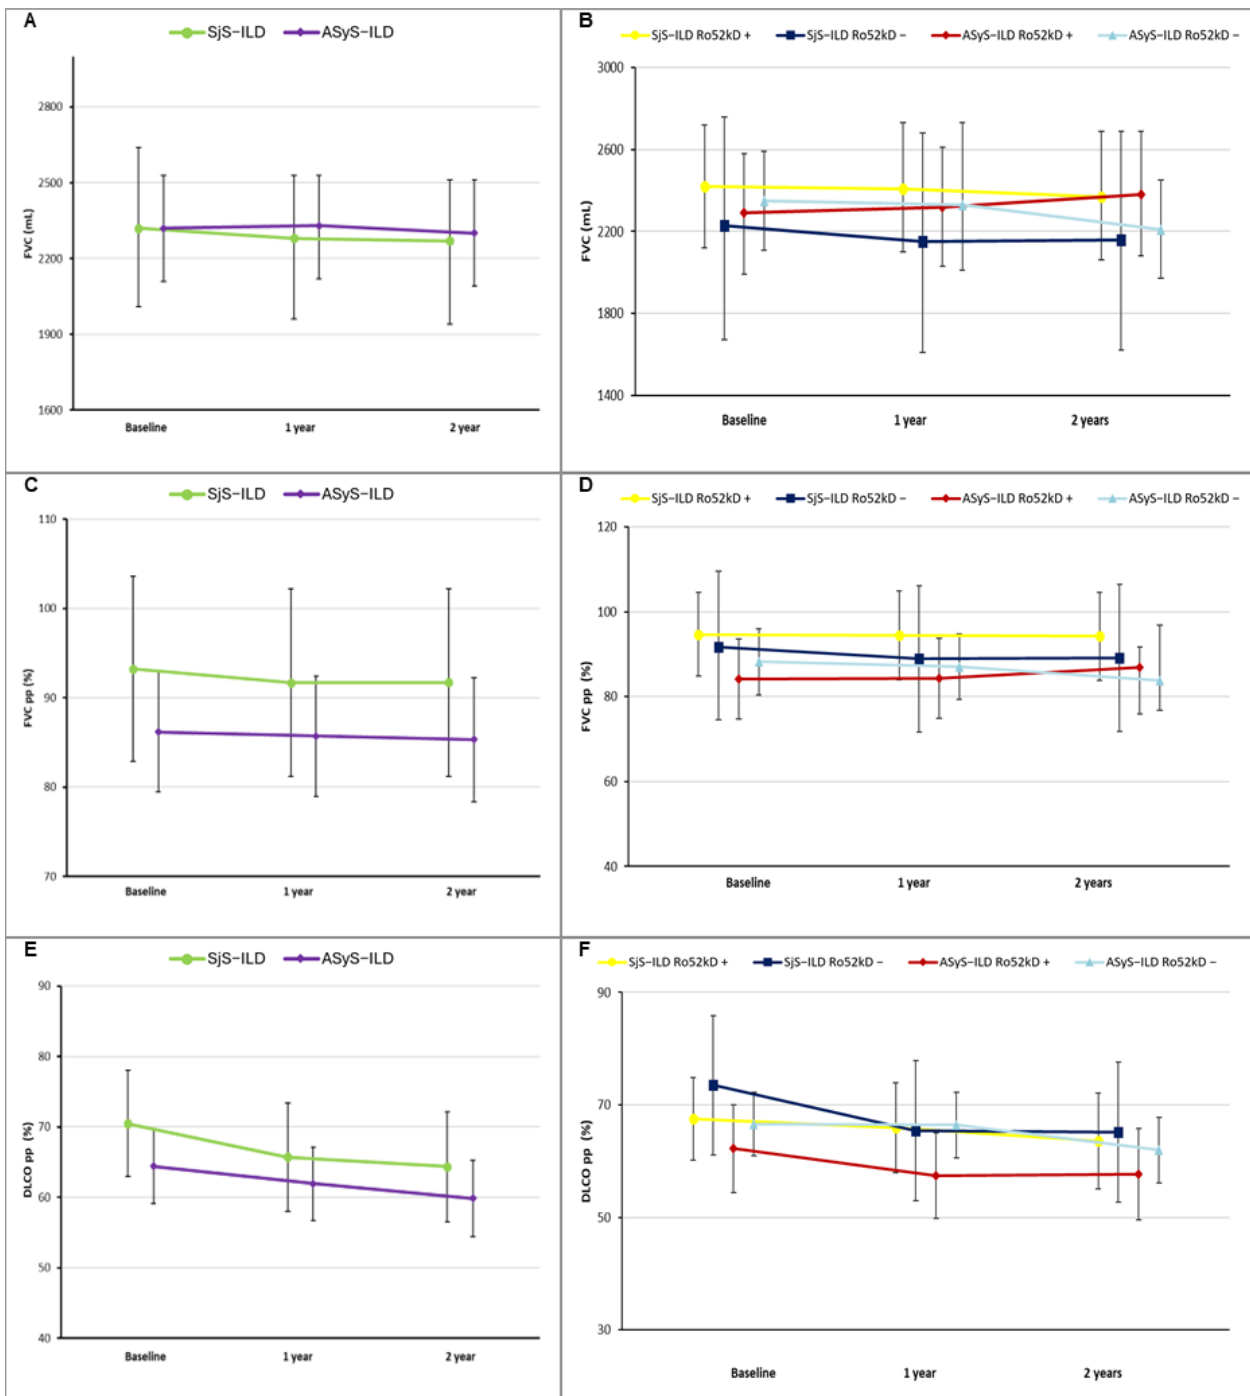 A
SjS−ILD ASyS−ILD
FVC (mL)
2800
2500
2200
1900
1600
Baseline 1 year 2 year
B
SjS−ILD Ro52kD + SjS−ILD Ro52kD − ASyS−ILD Ro52kD + ASyS−ILD Ro52kD −
FVC (mL)
3000
2600
2200
1800
1400
Baseline 1 year 2 years
C
SjS−ILD ASyS−ILD
FVC pp (%)
110
100
90
80
70
Baseline 1 year 2 year
D
SjS−ILD Ro52kD + SjS−ILD Ro52kD − ASyS−ILD Ro52kD + ASyS−ILD Ro52kD −
FVC pp (%)
120
100
80
60
40
Baseline 1 year 2 years
E
SjS−ILD ASyS−ILD
DLCO pp (%)
90
80
70
60
50
40
Baseline 1 year 2 year
F
SjS−ILD Ro52kD + SjS−ILD Ro52kD − ASyS−ILD Ro52kD + ASyS−ILD Ro52kD −
DLCO pp (%)
90
70
50
30
Baseline 1 year 2 years